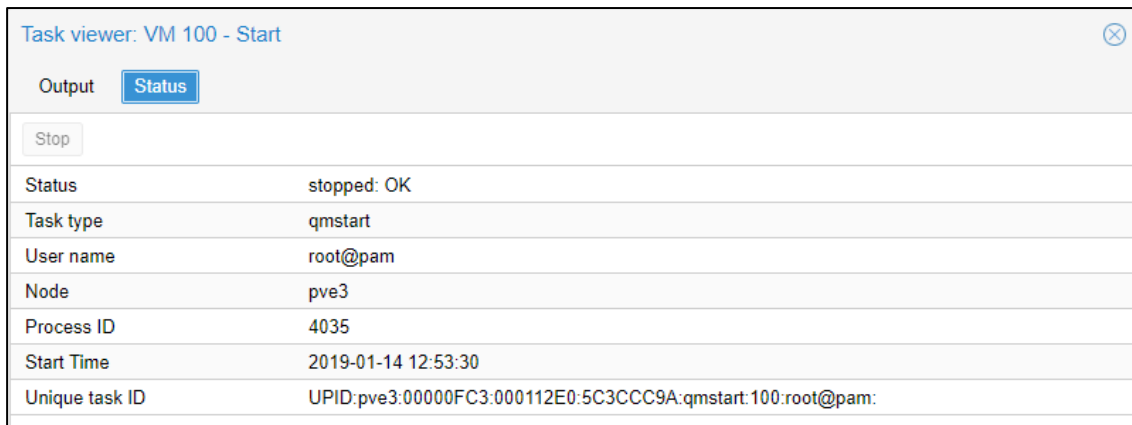 Task viewer: VM 100 - Start
Output Status
Stop
Status stopped: OK
Task type qmstart
User name root@pam
Node pve3
Process ID 4035
Start Time 2019-01-14 12:53:30
Unique task ID UPID:pve3:00000FC3:000112E0:5C3CCC9A:qmstart:100:root@pam: